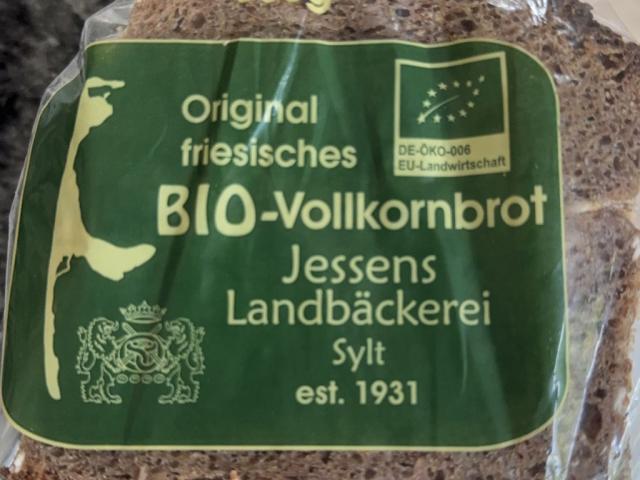 Original
friesisches
DE-ÖKO-006
EU-Landwirtschaft
BIO-Vollkornbrot
Jessens
Landbäckerei
Sylt
est. 1931